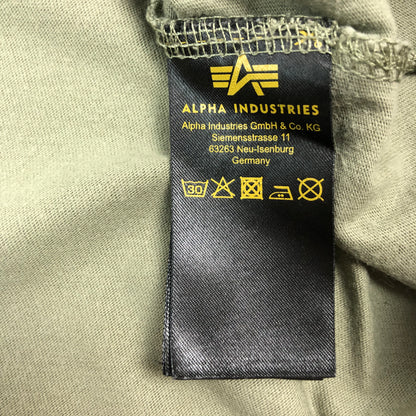 ALPHA INDUSTRIES
Alpha Industries GmbH & Co. KG
Siemensstrasse 11
63263 Neu-Isenburg
Germany
30